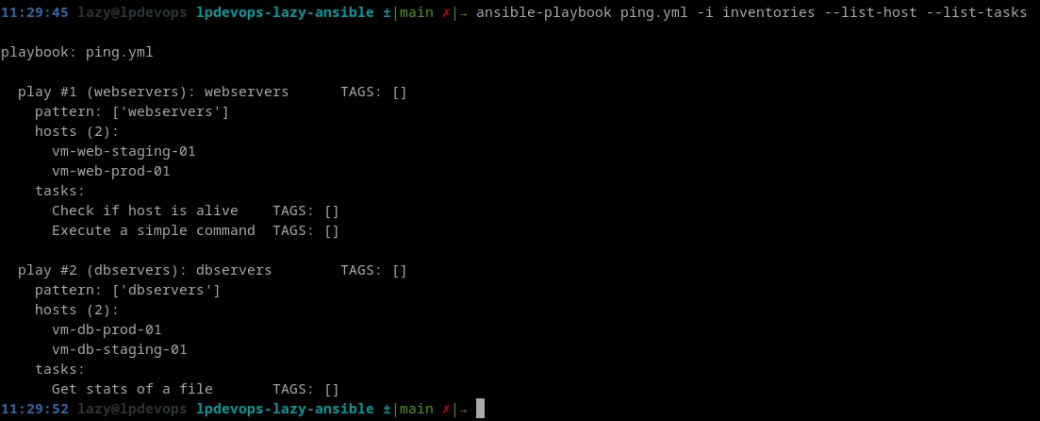 11:29:45 lazy@lpdevops lpdevops-lazy-ansible ±|main ✗|→ ansible-playbook ping.yml -i inventories --list-host --list-tasks
playbook: ping.yml
play #1 (webservers): webservers TAGS: []
pattern: ['webservers']
hosts (2):
vm-web-staging-01
vm-web-prod-01
tasks:
Check if host is alive TAGS: []
Execute a simple command TAGS: []
play #2 (dbservers): dbservers TAGS: []
pattern: ['dbservers']
hosts (2):
vm-db-prod-01
vm-db-staging-01
tasks:
Get stats of a file TAGS: []
11:29:52 lazy@lpdevops lpdevops-lazy-ansible ±|main ✗|→